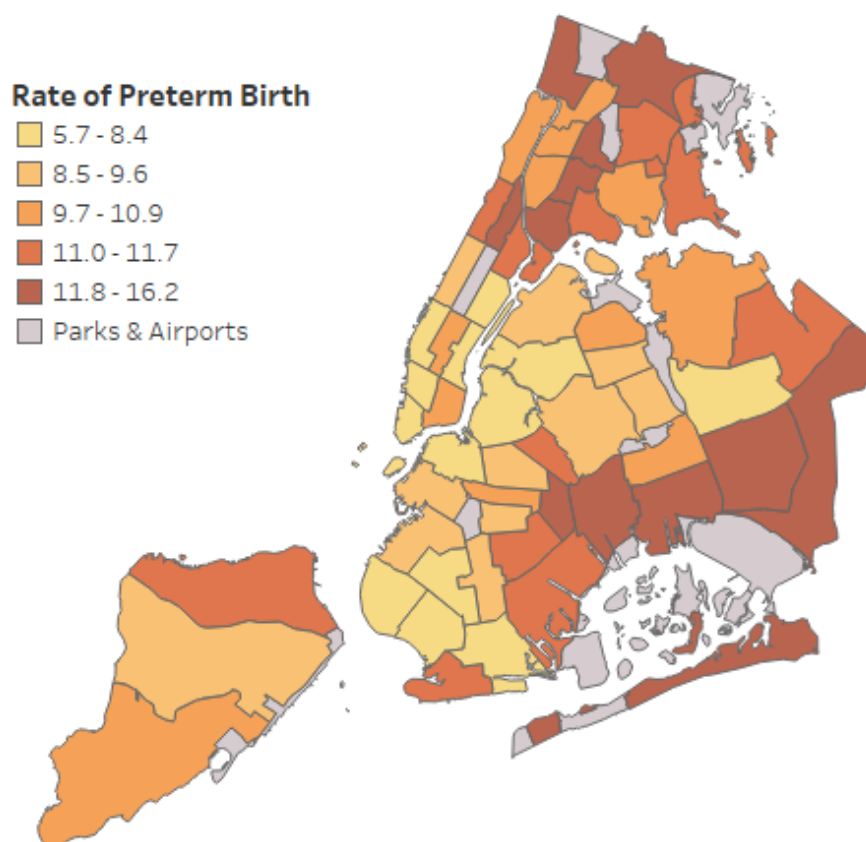 Rate of Preterm Birth
5.7 - 8.4
8.5 - 9.6
9.7 - 10.9
11.0 - 11.7
11.8 - 16.2
Parks & Airports